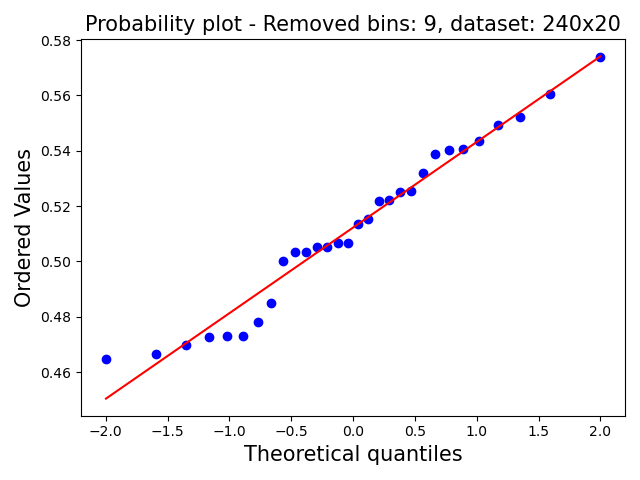 Probability plot - Removed bins: 9, dataset: 240x20
Ordered Values
0.58
0.56
0.54
0.52
0.50
0.48
0.46
−2.0 −1.5 −1.0 −0.5 0.0 0.5 1.0 1.5 2.0
Theoretical quantiles